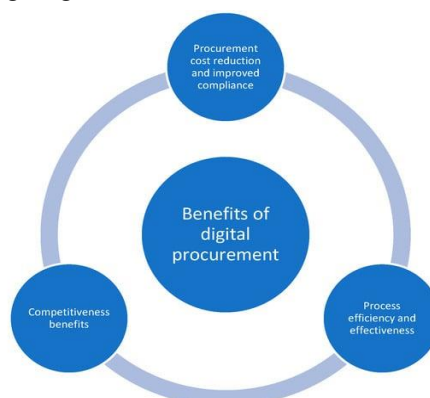 Procurement
cost reduction
and improved
compliance
Benefits of
digital
procurement
Competitiveness
benefits
Process
efficiency and
effectiveness